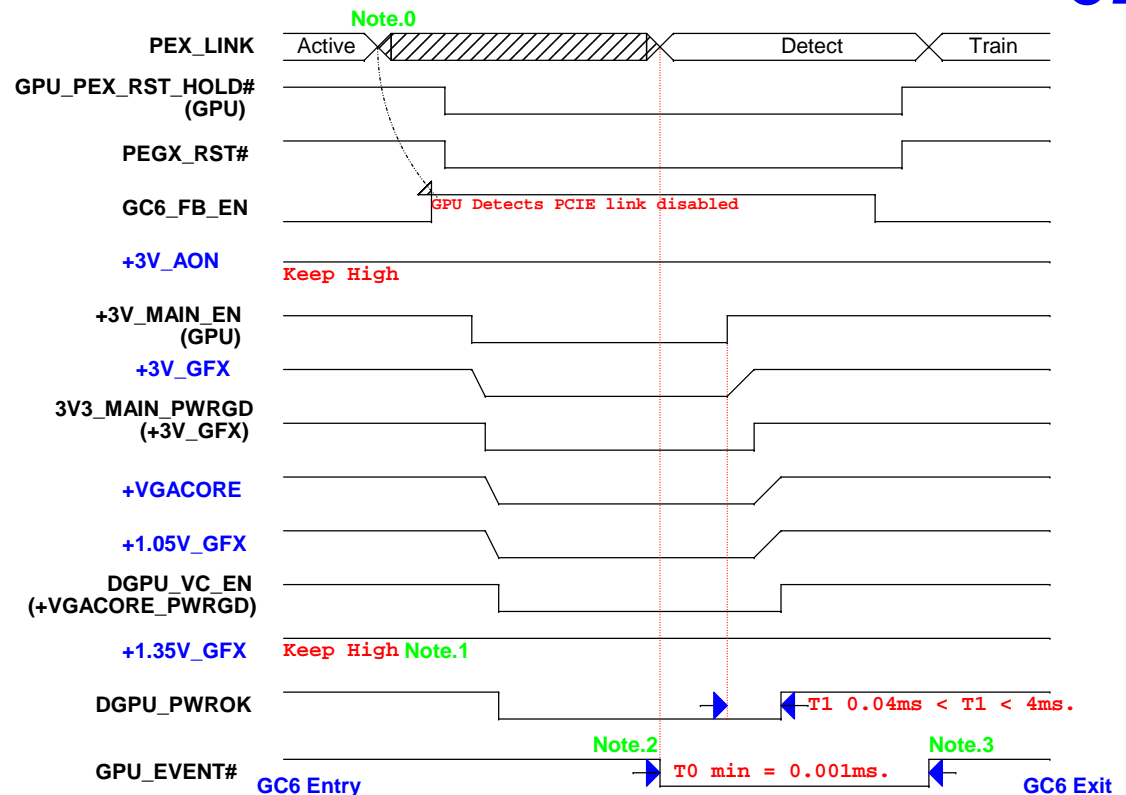 Note.0
PEX_LINK Active Detect Train
GPU_PEX_RST_HOLD#
(GPU)
PEGX_RST#
GC6_FB_EN
GPU Detects PCIE link disabled
+3V_AON
Keep High
+3V_MAIN_EN
(GPU)
+3V_GFX
3V3_MAIN_PWRGD
(+3V_GFX)
+VGACORE
+1.05V_GFX
DGPU_VC_EN
(+VGACORE_PWRGD)
+1.35V_GFX Keep High Note.1
DGPU_PWROK T1 0.04ms < T1 < 4ms.
Note.2 Note.3
GPU_EVENT# T0 min = 0.001ms.
GC6 Entry GC6 Exit